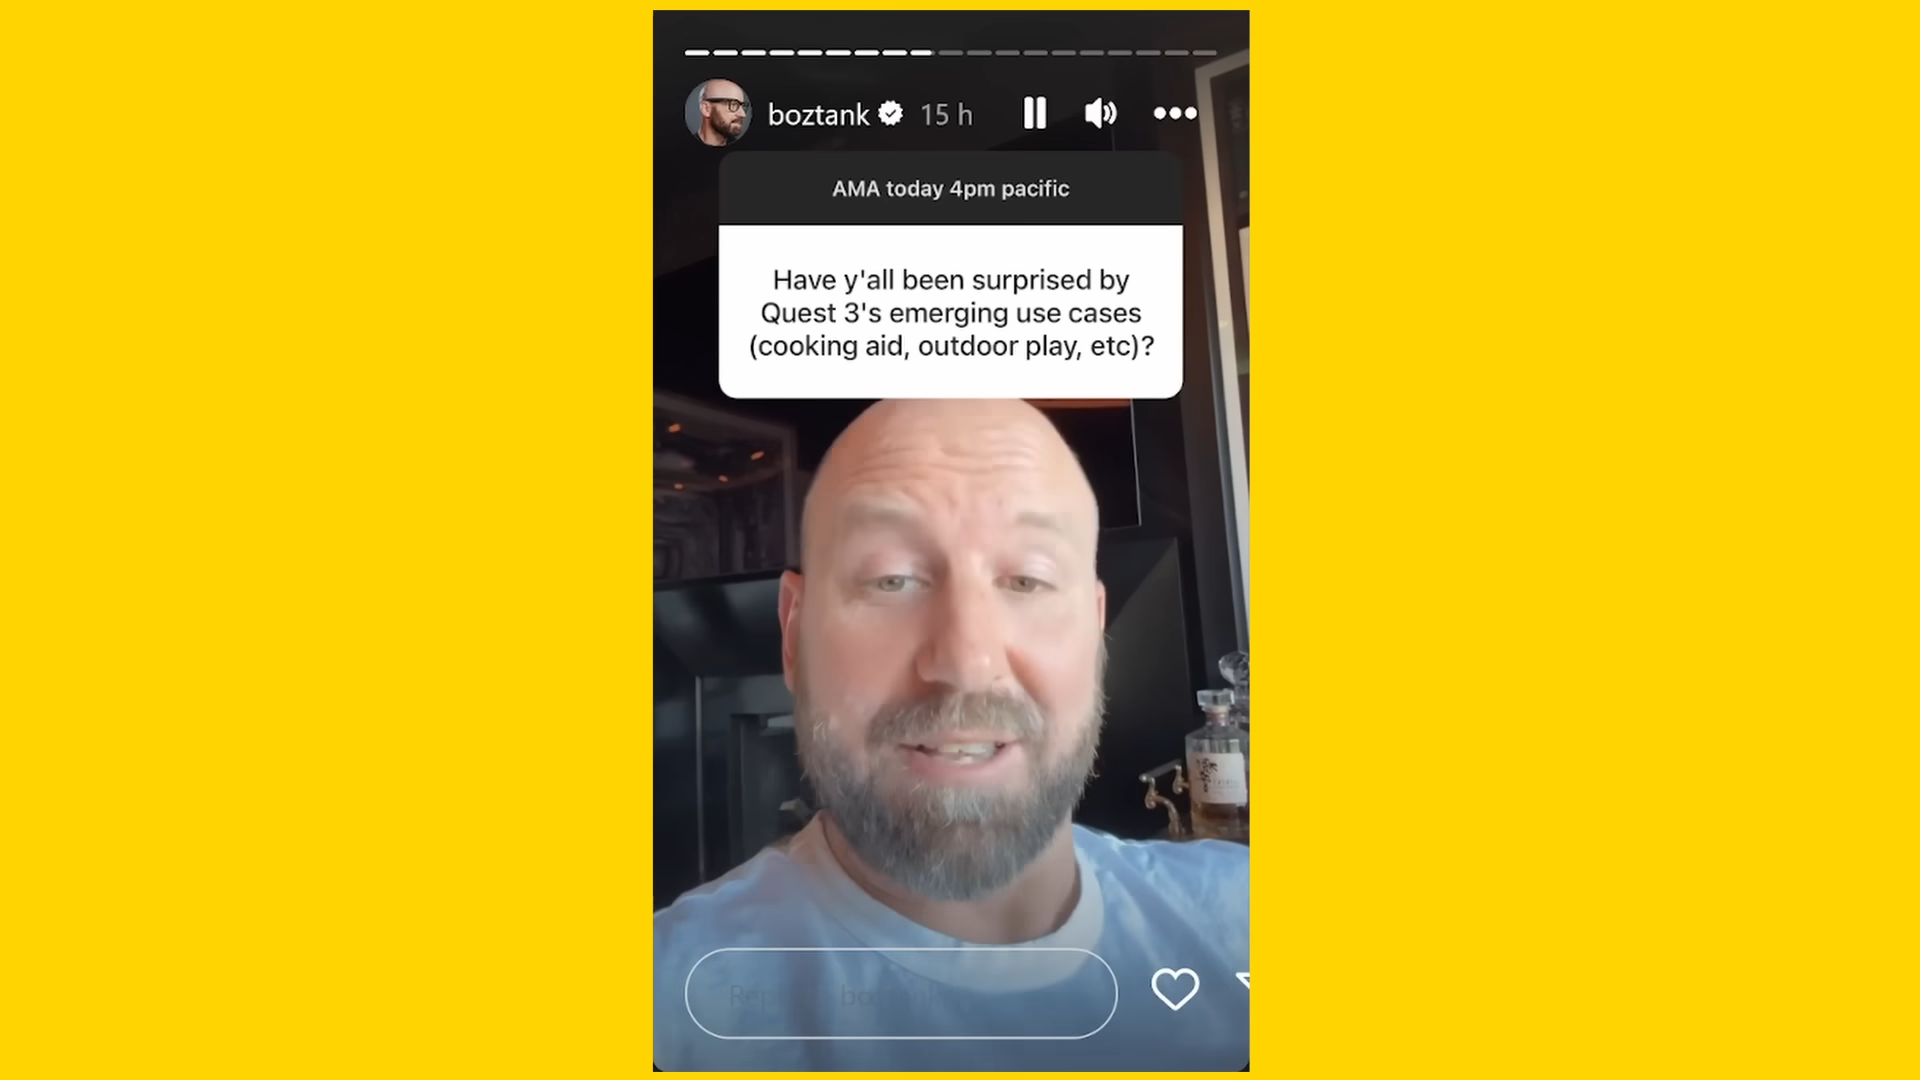 boztank 15 h
AMA today 4pm pacific
Have y'all been surprised by
Quest 3's emerging use cases
(cooking aid, outdoor play, etc)?